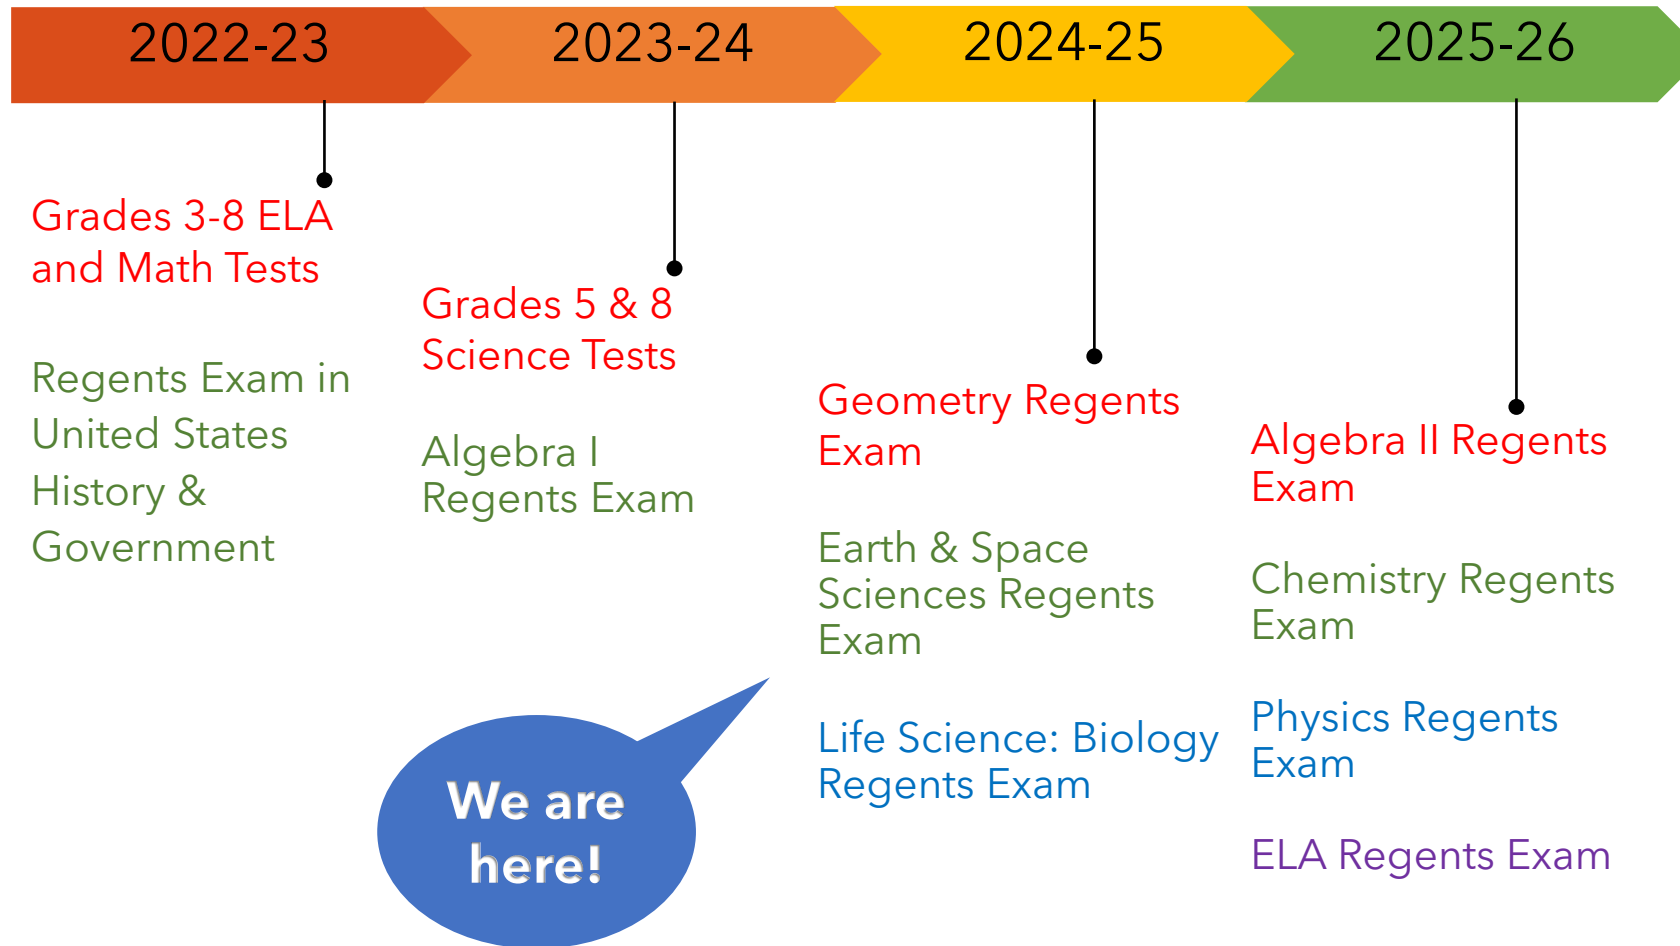 2022-23
2023-24
2024-25
2025-26
Grades 3-8 ELA
and Math Tests
Regents Exam in
United States
History &
Government
Grades 5 & 8
Science Tests
Algebra I
Regents Exam
Geometry Regents
Exam
Earth & Space
Sciences Regents
Exam
Life Science: Biology
Regents Exam
Algebra II Regents
Exam
Chemistry Regents
Exam
Physics Regents
Exam
ELA Regents Exam
We are
here!